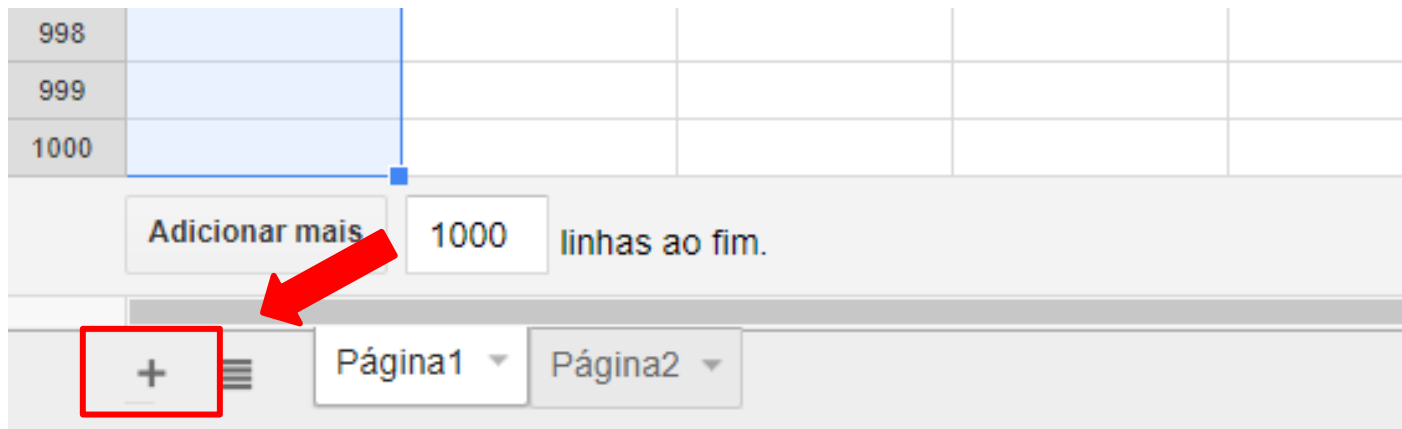 998
999
1000
Adicionar mais 1000 linhas ao fim.
+ Página1 Página2